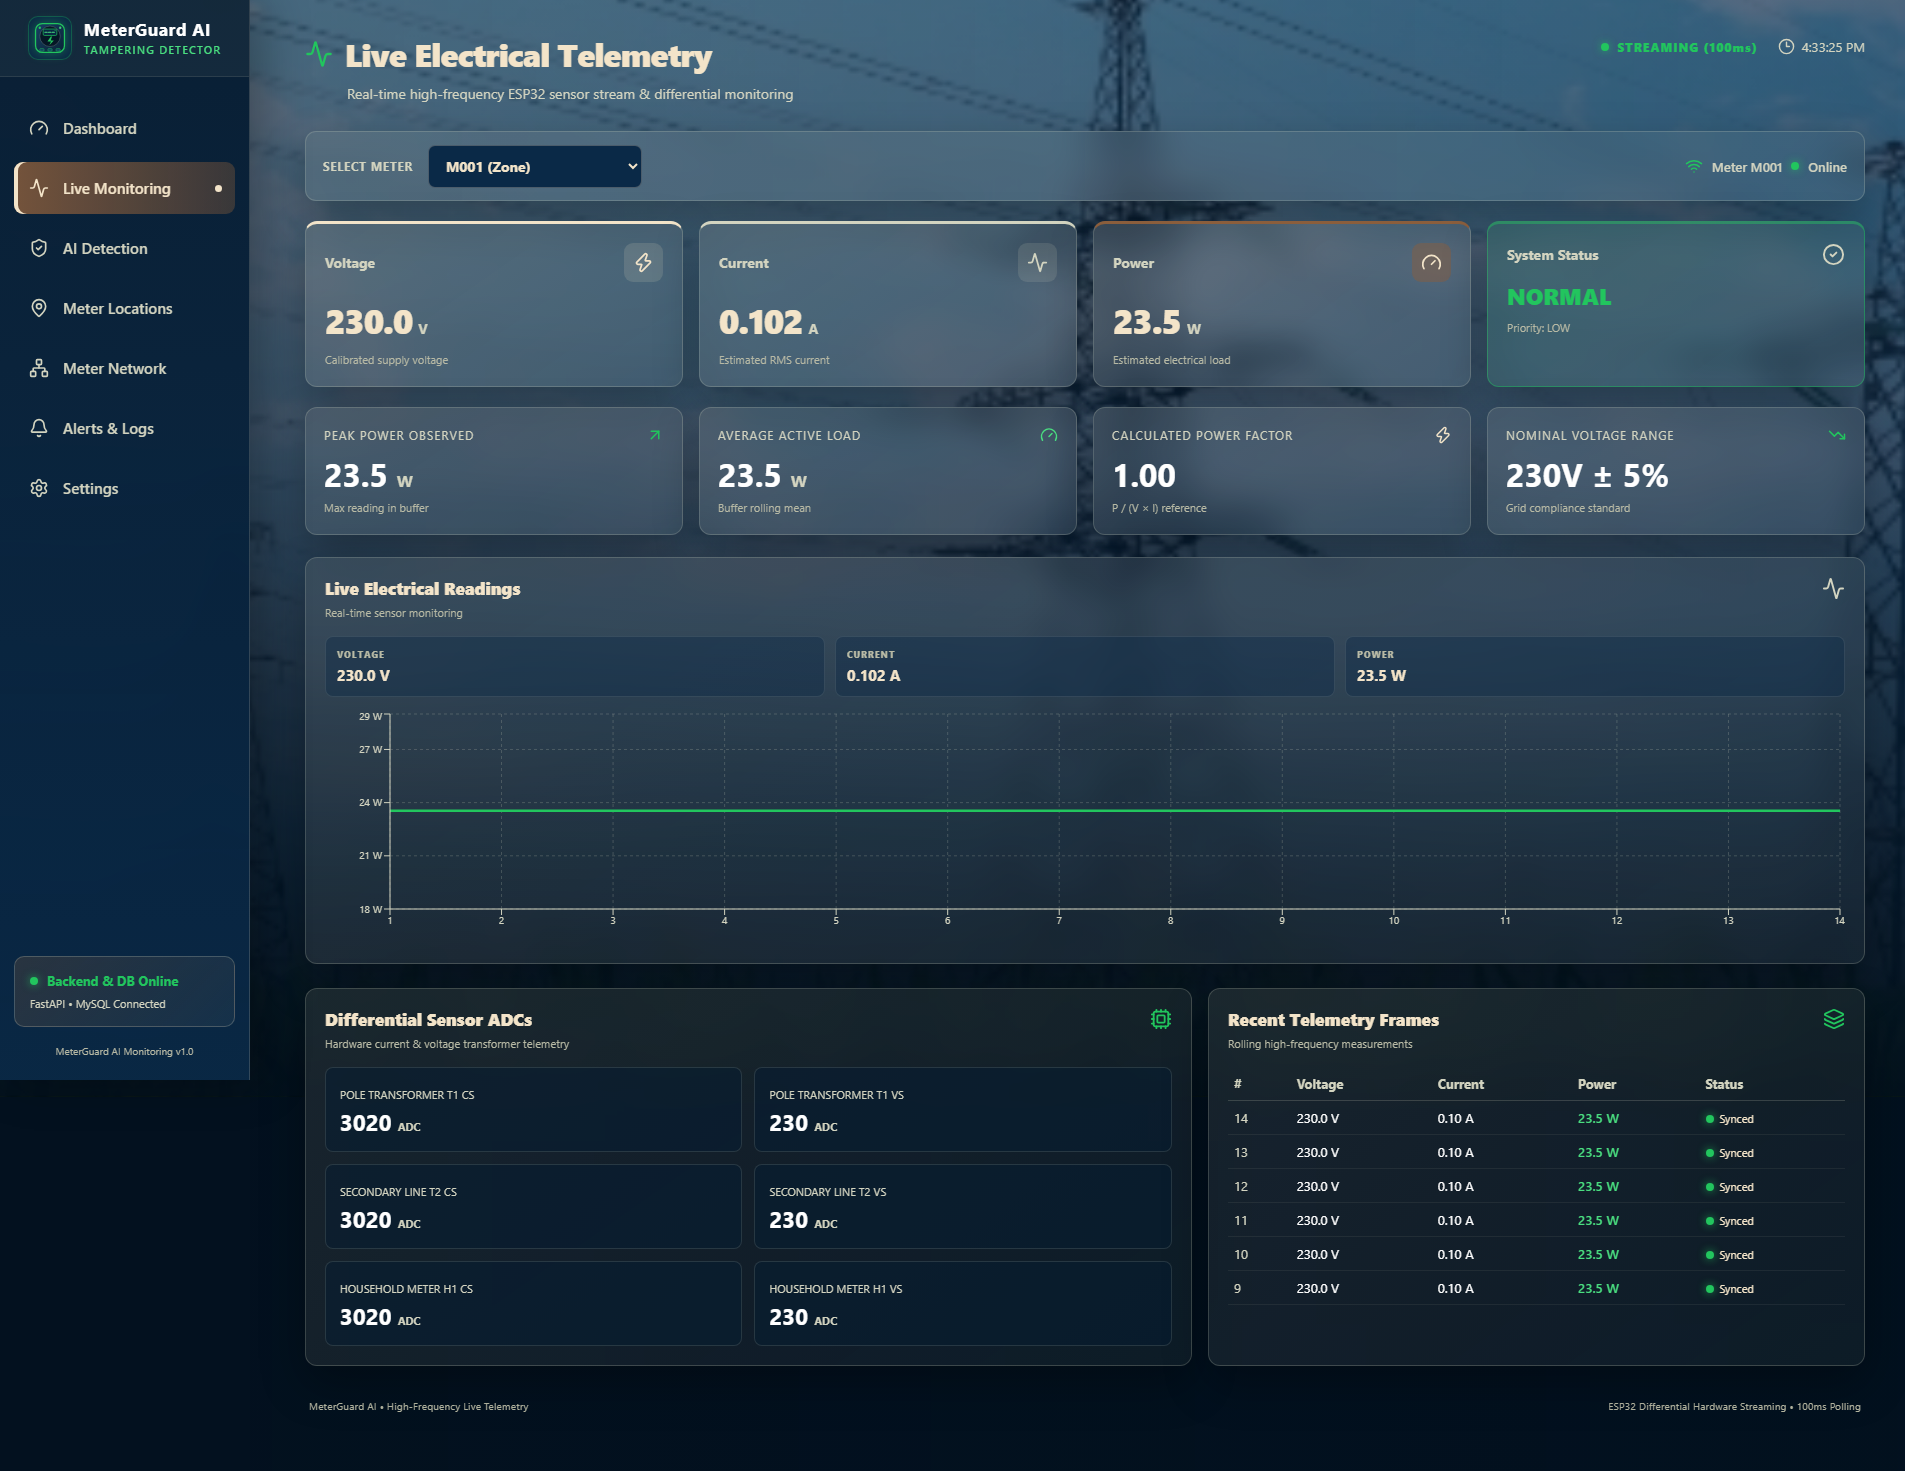 MeterGuard AI
TAMPERING DETECTOR
Dashboard
Live Monitoring
AI Detection
Meter Locations
Meter Network
Alerts & Logs
Settings
Backend & DB Online
FastAPI • MySQL Connected
MeterGuard AI Monitoring v1.0
Live Electrical Telemetry
Real-time high-frequency ESP32 sensor stream & differential monitoring
STREAMING (100ms) 4:33:25 PM
SELECT METER M001 (Zone) Meter M001 Online
Voltage
230.0 V
Calibrated supply voltage
Current
0.102 A
Estimated RMS current
Power
23.5 W
Estimated electrical load
System Status
NORMAL
Priority: LOW
PEAK POWER OBSERVED
23.5 W
Max reading in buffer
AVERAGE ACTIVE LOAD
23.5 W
Buffer rolling mean
CALCULATED POWER FACTOR
1.00
P / (V × I) reference
NOMINAL VOLTAGE RANGE
230V ± 5%
Grid compliance standard
Live Electrical Readings
Real-time sensor monitoring
VOLTAGE
230.0 V
CURRENT
0.102 A
POWER
23.5 W
29 W
27 W
24 W
21 W
18 W
1 2 3 4 5 6 7 8 9 10 11 12 13 14
Differential Sensor ADCs
Hardware current & voltage transformer telemetry
POLE TRANSFORMER T1 CS
3020 ADC
POLE TRANSFORMER T1 VS
230 ADC
SECONDARY LINE T2 CS
3020 ADC
SECONDARY LINE T2 VS
230 ADC
HOUSEHOLD METER H1 CS
3020 ADC
HOUSEHOLD METER H1 VS
230 ADC
Recent Telemetry Frames
Rolling high-frequency measurements
# Voltage Current Power Status
14 230.0 V 0.10 A 23.5 W Synced
13 230.0 V 0.10 A 23.5 W Synced
12 230.0 V 0.10 A 23.5 W Synced
11 230.0 V 0.10 A 23.5 W Synced
10 230.0 V 0.10 A 23.5 W Synced
9 230.0 V 0.10 A 23.5 W Synced
MeterGuard AI • High-Frequency Live Telemetry
ESP32 Differential Hardware Streaming • 100ms Polling